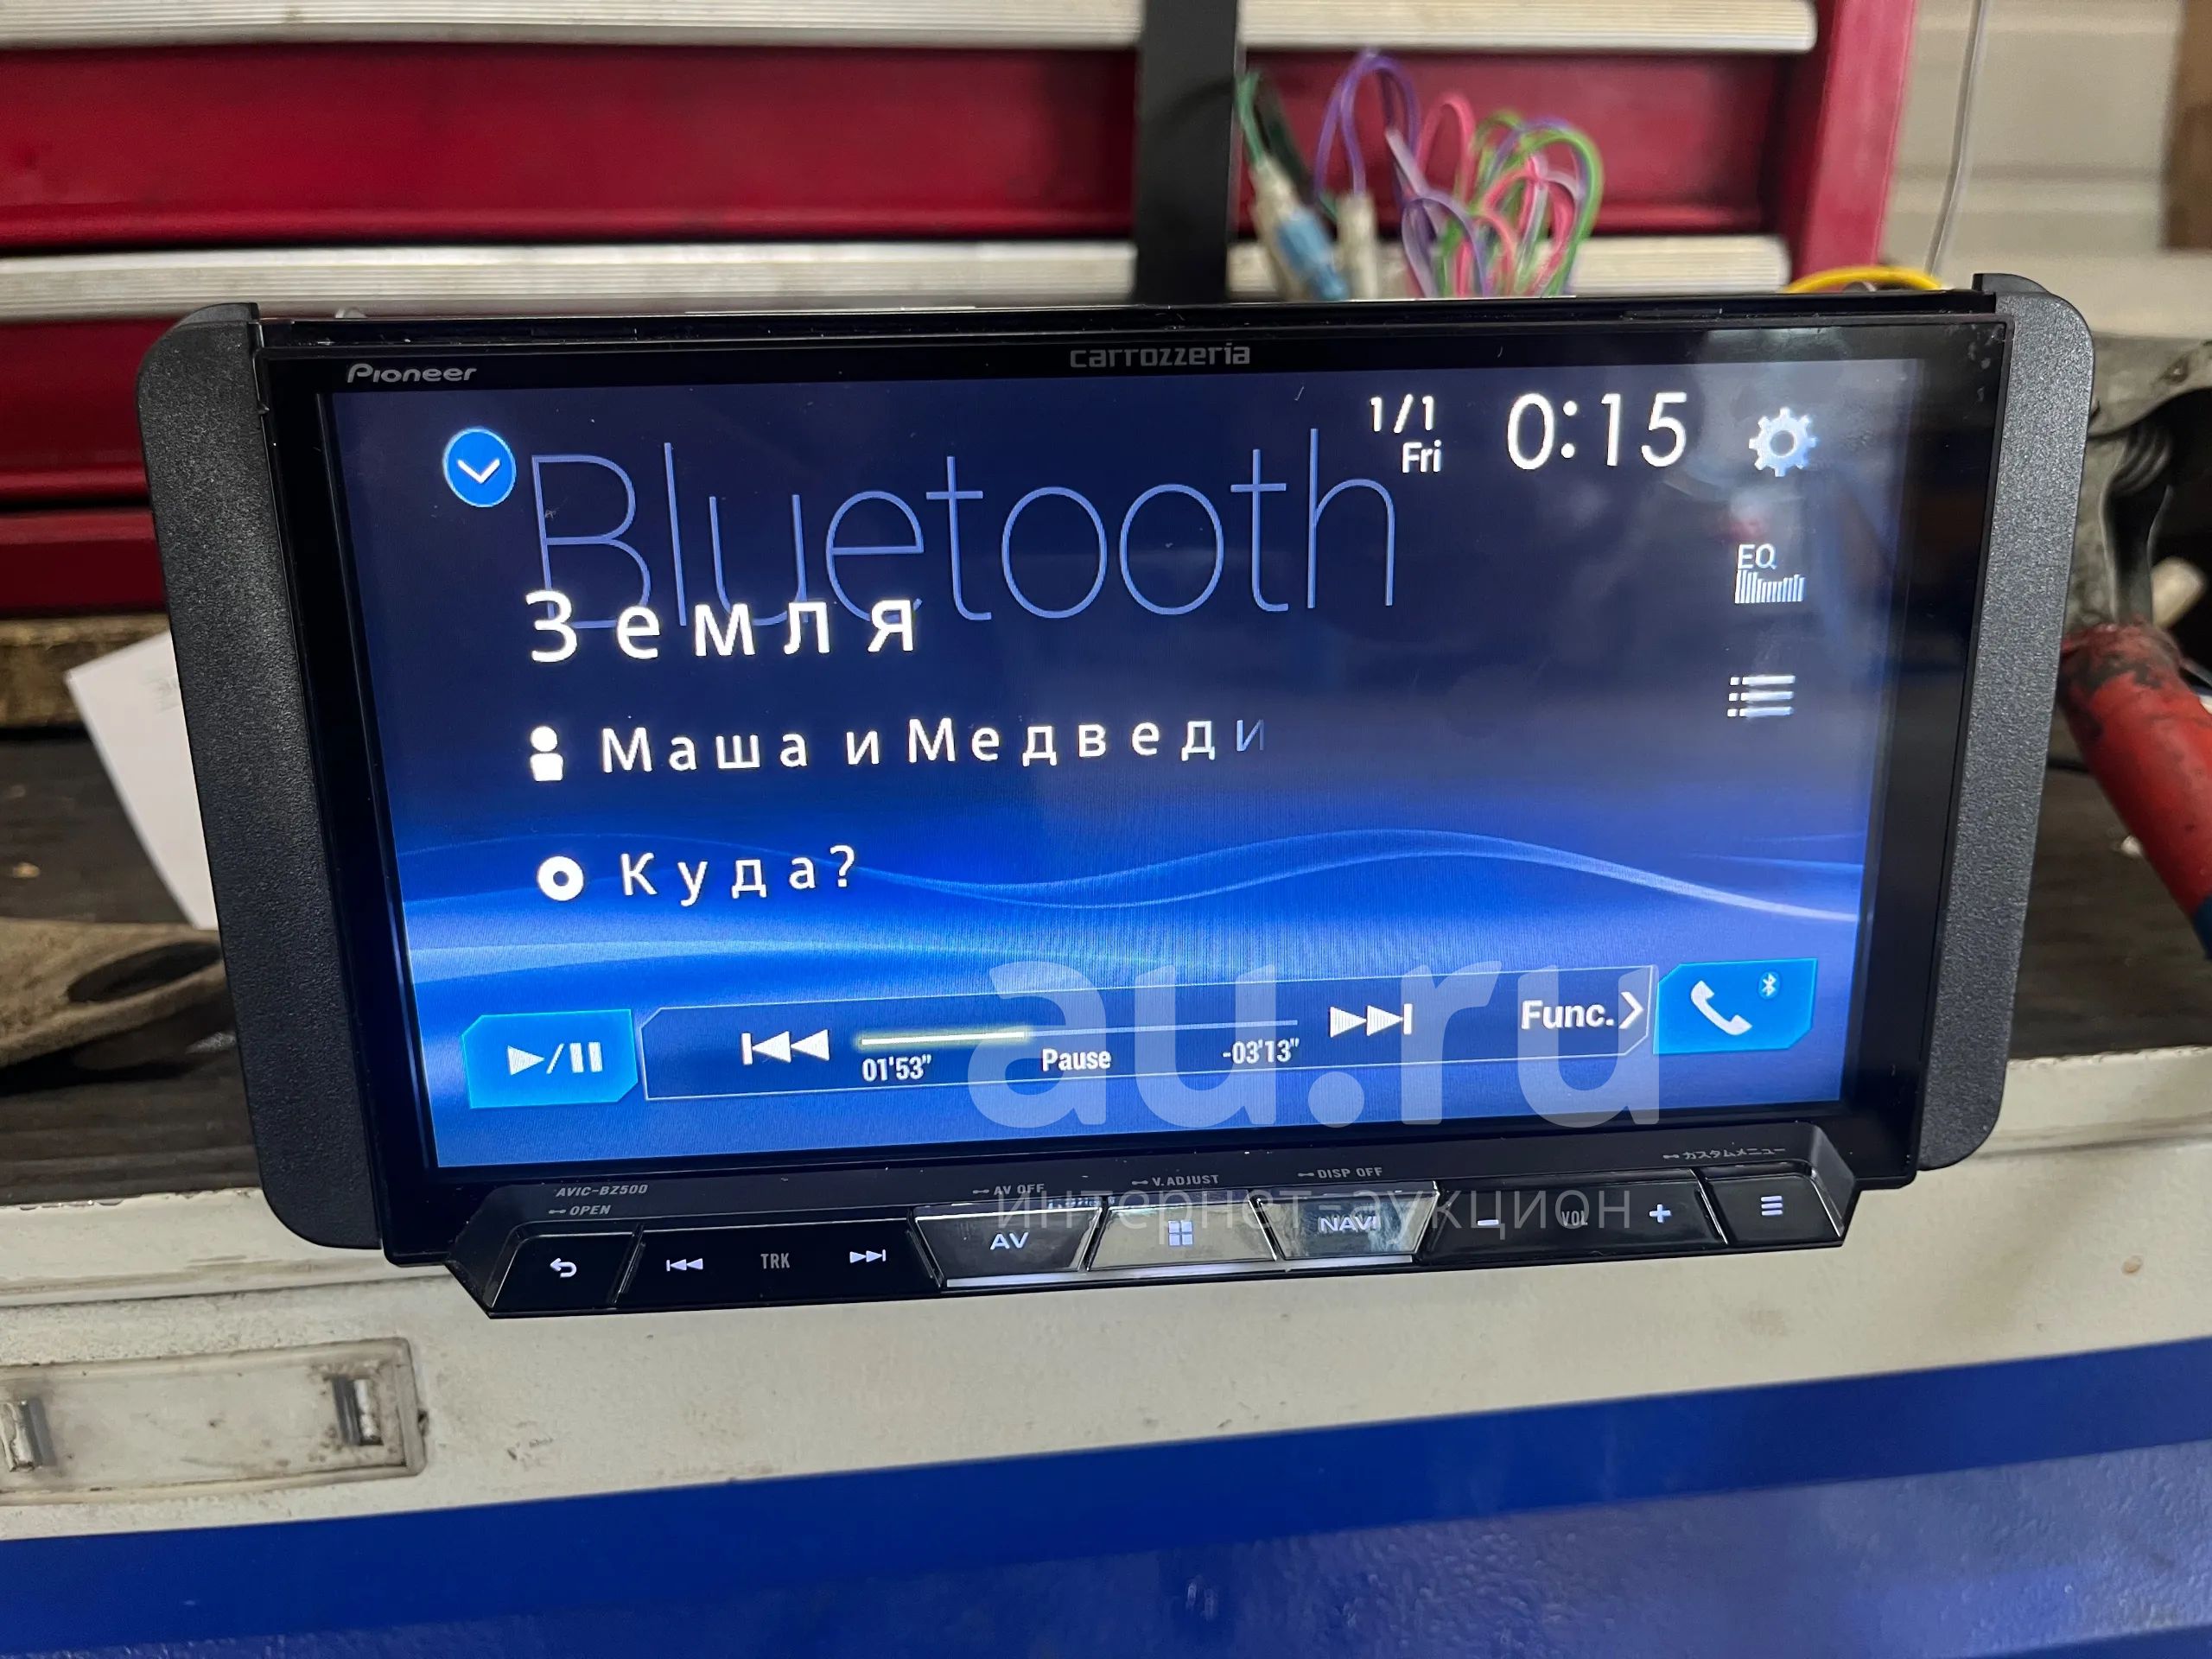 Pioneer
carrozzeria
1/1
Fri
0:15
Bluetooth
EQ
Земля
Маша и Медведи
Куда?
01'53"
Pause
-03'13"
Func.
au.ru
интернет-аукцион
AVIC-BZ500
OPEN
AV OFF
V.ADJUST
DISP OFF
カスタムメニュー
TRK
AV
NAVI
VOL